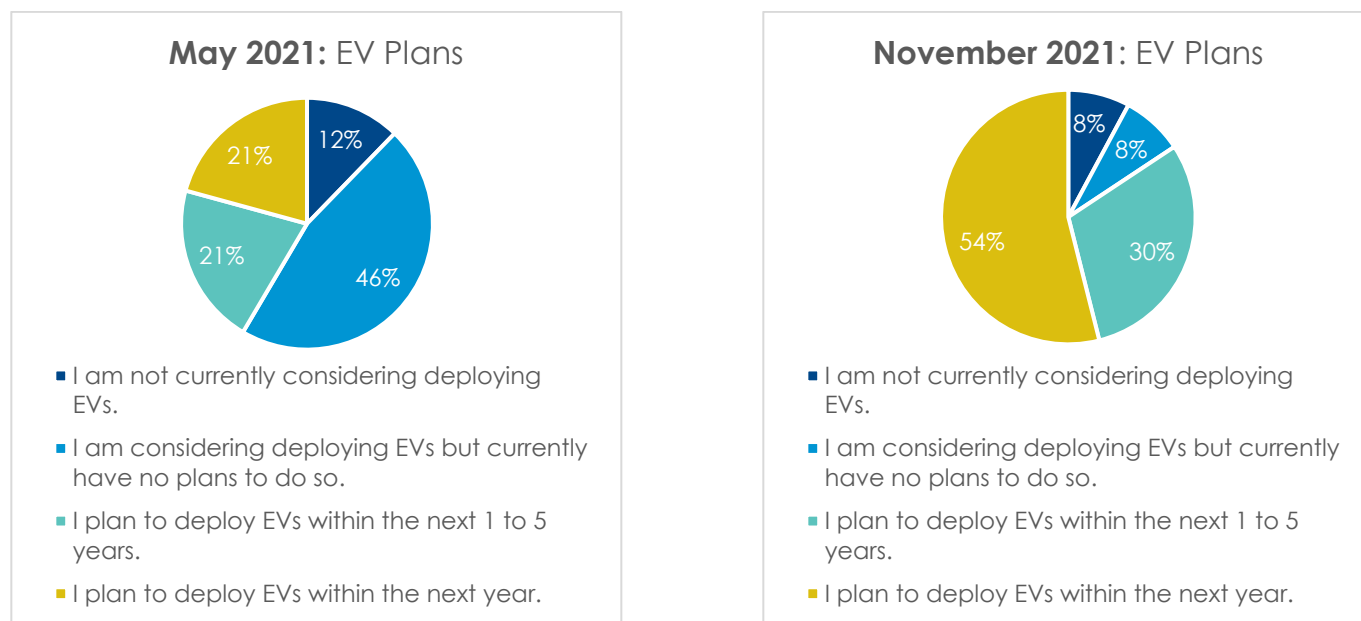 May 2021: EV Plans
12%
46%
21%
21%
I am not currently considering deploying
EVs.
I am considering deploying EVs but currently
have no plans to do so.
I plan to deploy EVs within the next 1 to 5
years.
I plan to deploy EVs within the next year.
November 2021: EV Plans
8%
8%
30%
54%
I am not currently considering deploying
EVs.
I am considering deploying EVs but currently
have no plans to do so.
I plan to deploy EVs within the next 1 to 5
years.
I plan to deploy EVs within the next year.